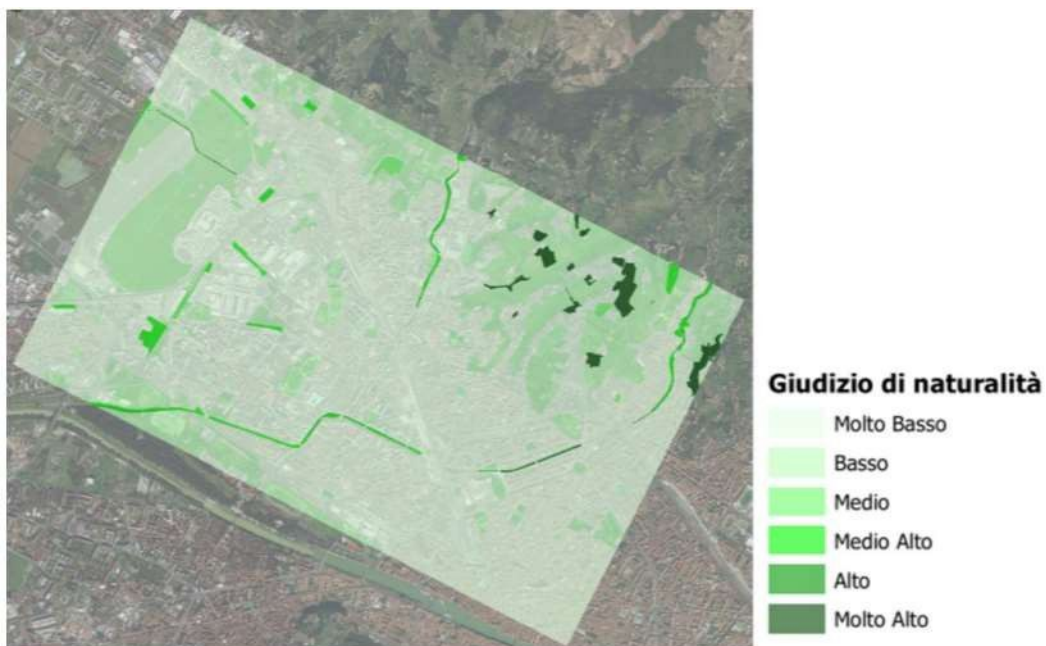 Giudizio di naturalità
Molto Basso
Basso
Medio
Medio Alto
Alto
Molto Alto